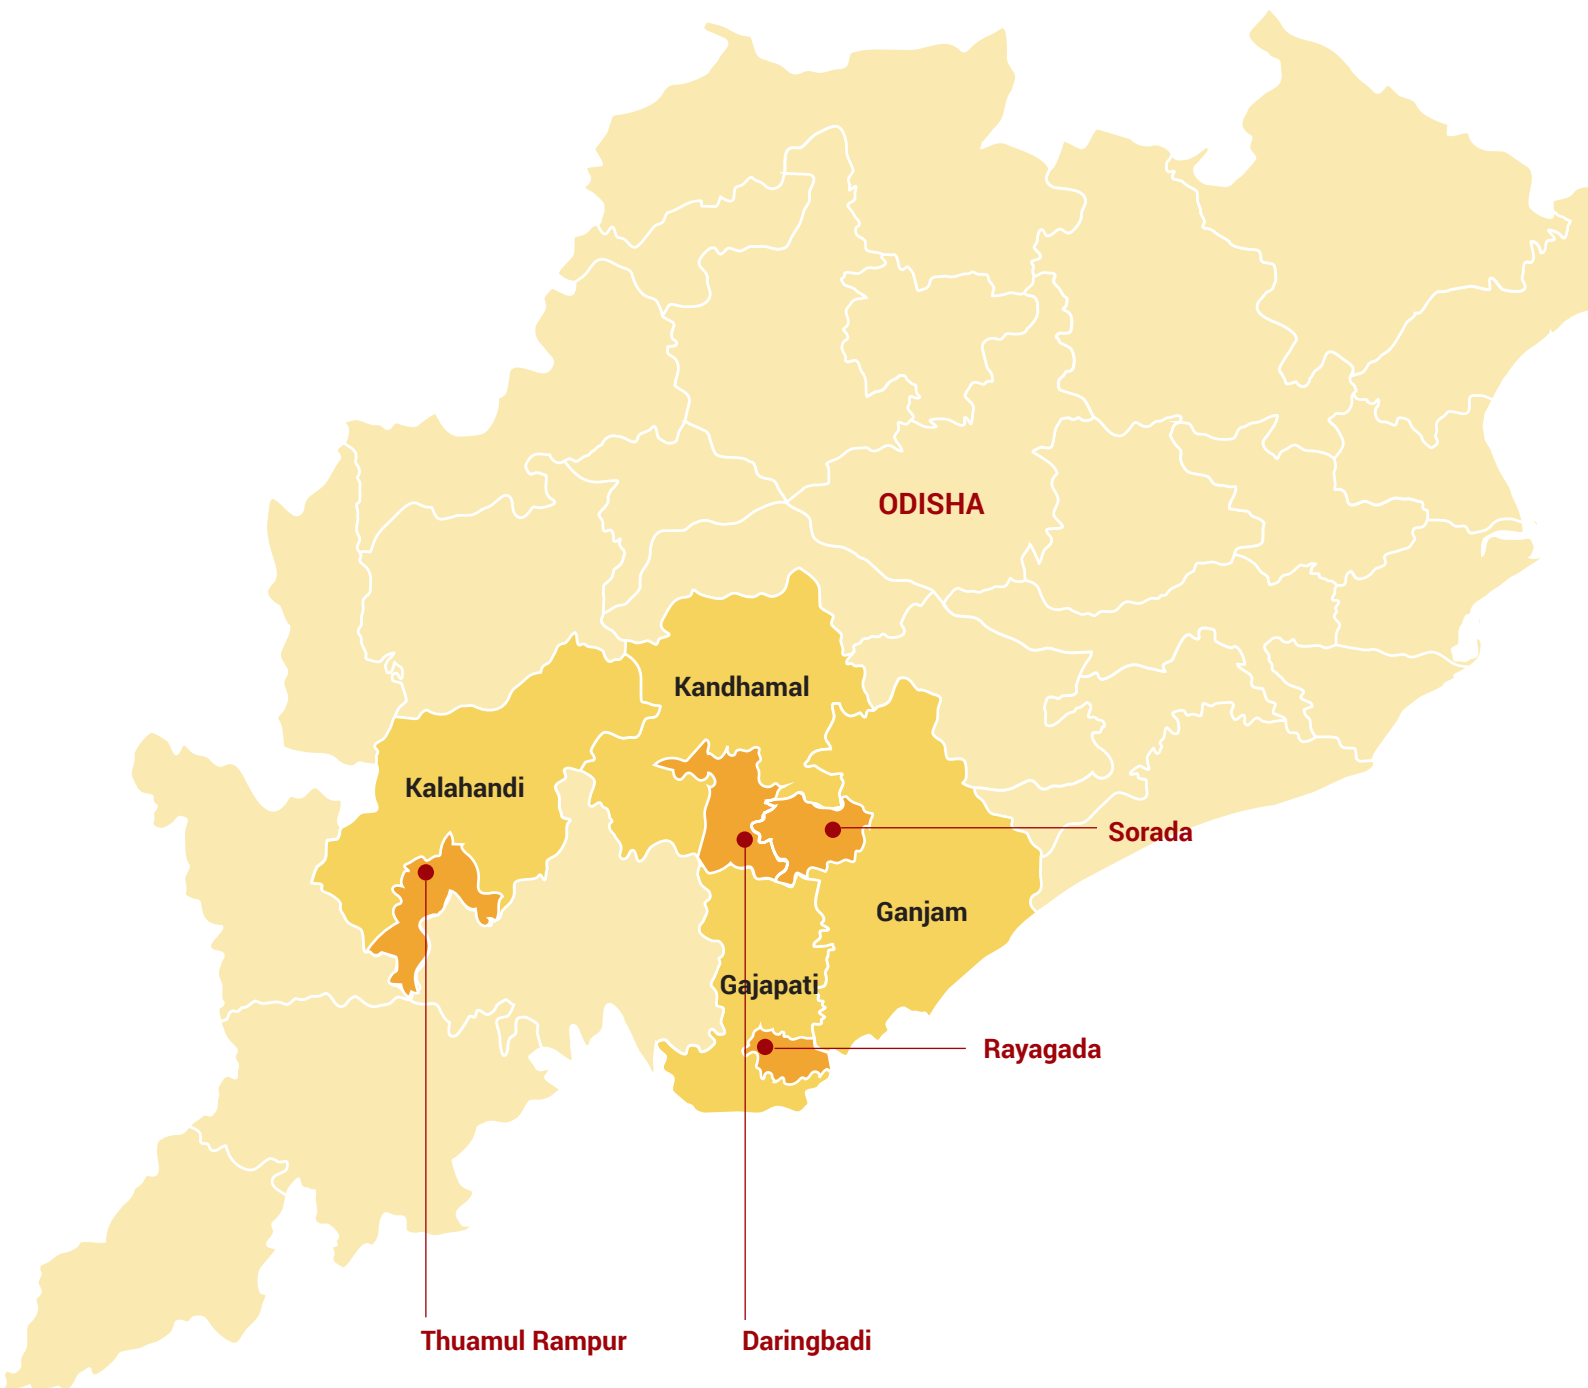 ODISHA
Kandhamal
Kalahandi
Sorada
Ganjam
Gajapati
Rayagada
Thuamul Rampur
Daringbadi